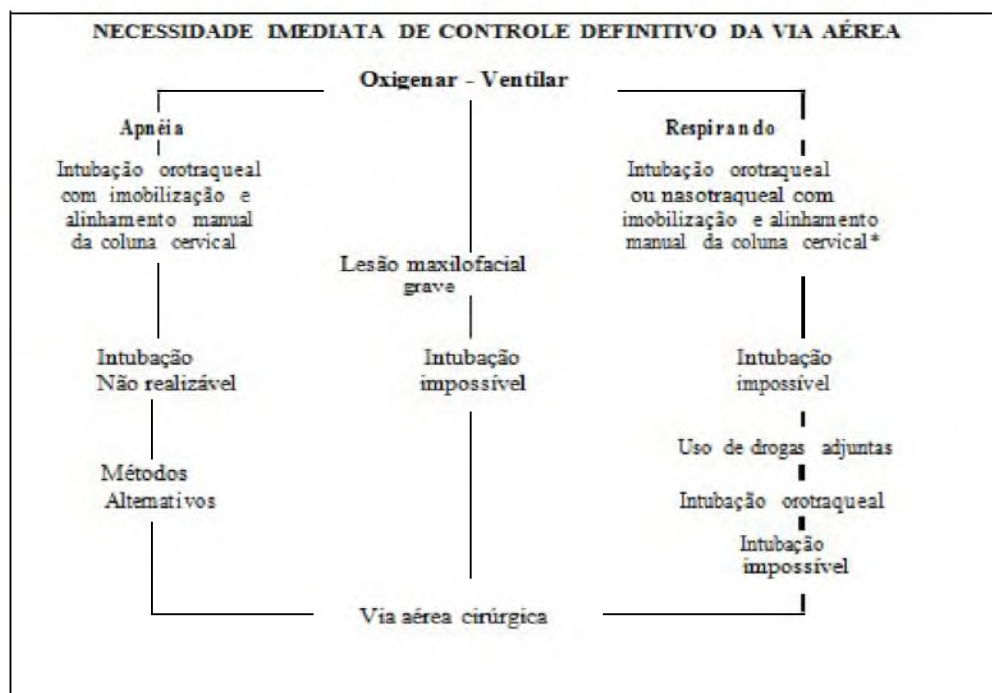 NECESSIDADE IMEDIATA DE CONTROLE DEFINITIVO DA VIA AÉREA
Oxigenar - Ventilar
Apnéia
Intubação orotraqueal
com imobilização e
alinhamento manual
da coluna cervical
Intubação
Não realizável
Métodos
Alternativos
Lesão maxilofacial
grave
Intubação
impossível
Respirando
Intubação orotraqueal
ou nasotraqueal com
imobilização e alinhamento
manual da coluna cervical*
Intubação
impossível
Uso de drogas adjuntas
Intubação orotraqueal
Intubação
impossível
Via aérea cirúrgica